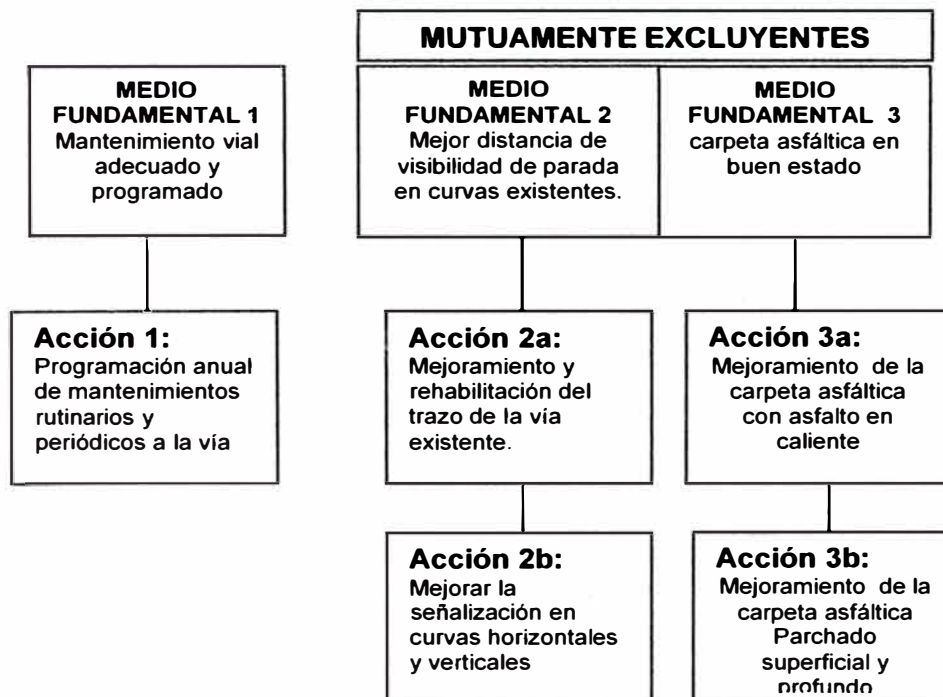 MUTUAMENTE EXCLUYENTES
MEDIO
FUNDAMENTAL 1
Mantenimiento vial
adecuado y
programado
MEDIO
FUNDAMENTAL 2
Mejor distancia de
visibilidad de parada
en curvas existentes.
MEDIO
FUNDAMENTAL 3
carpeta asfáltica en
buen estado
Acción 1:
Programación anual
de mantenimientos
rutinarios y
periódicos a la vía
Acción 2a:
Mejoramiento y
rehabilitación del
trazo de la vía
existente.
Acción 3a:
Mejoramiento de la
carpeta asfáltica
con asfalto en
caliente
Acción 2b:
Mejorar la
señalización en
curvas horizontales
y verticales
Acción 3b:
Mejoramiento de la
carpeta asfáltica
Parchado
superficial y
profundo